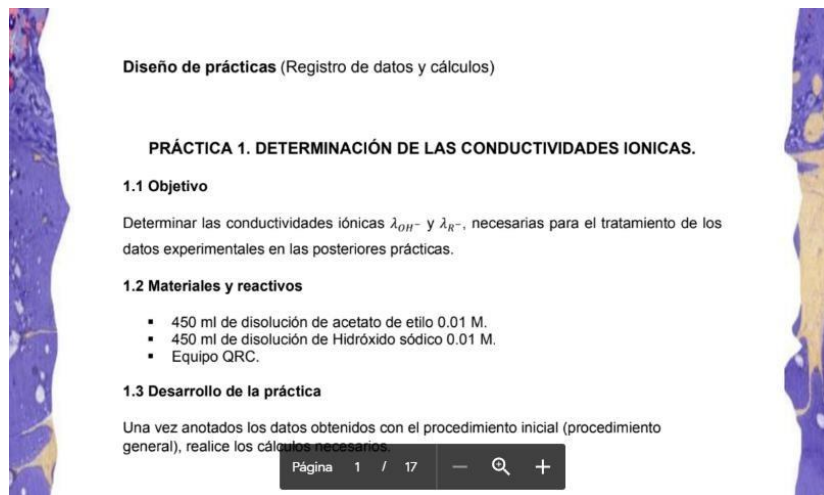 Diseño de prácticas (Registro de datos y cálculos)
PRÁCTICA 1. DETERMINACIÓN DE LAS CONDUCTIVIDADES IONICAS.
1.1 Objetivo
Determinar las conductividades iónicas λOH⁻ y λR⁻, necesarias para el tratamiento de los
datos experimentales en las posteriores prácticas.
1.2 Materiales y reactivos
▪ 450 ml de disolución de acetato de etilo 0.01 M.
▪ 450 ml de disolución de Hidróxido sódico 0.01 M.
▪ Equipo QRC.
1.3 Desarrollo de la práctica
Una vez anotados los datos obtenidos con el procedimiento inicial (procedimiento
general), realice los cálculos necesarios.
Página 1 / 17